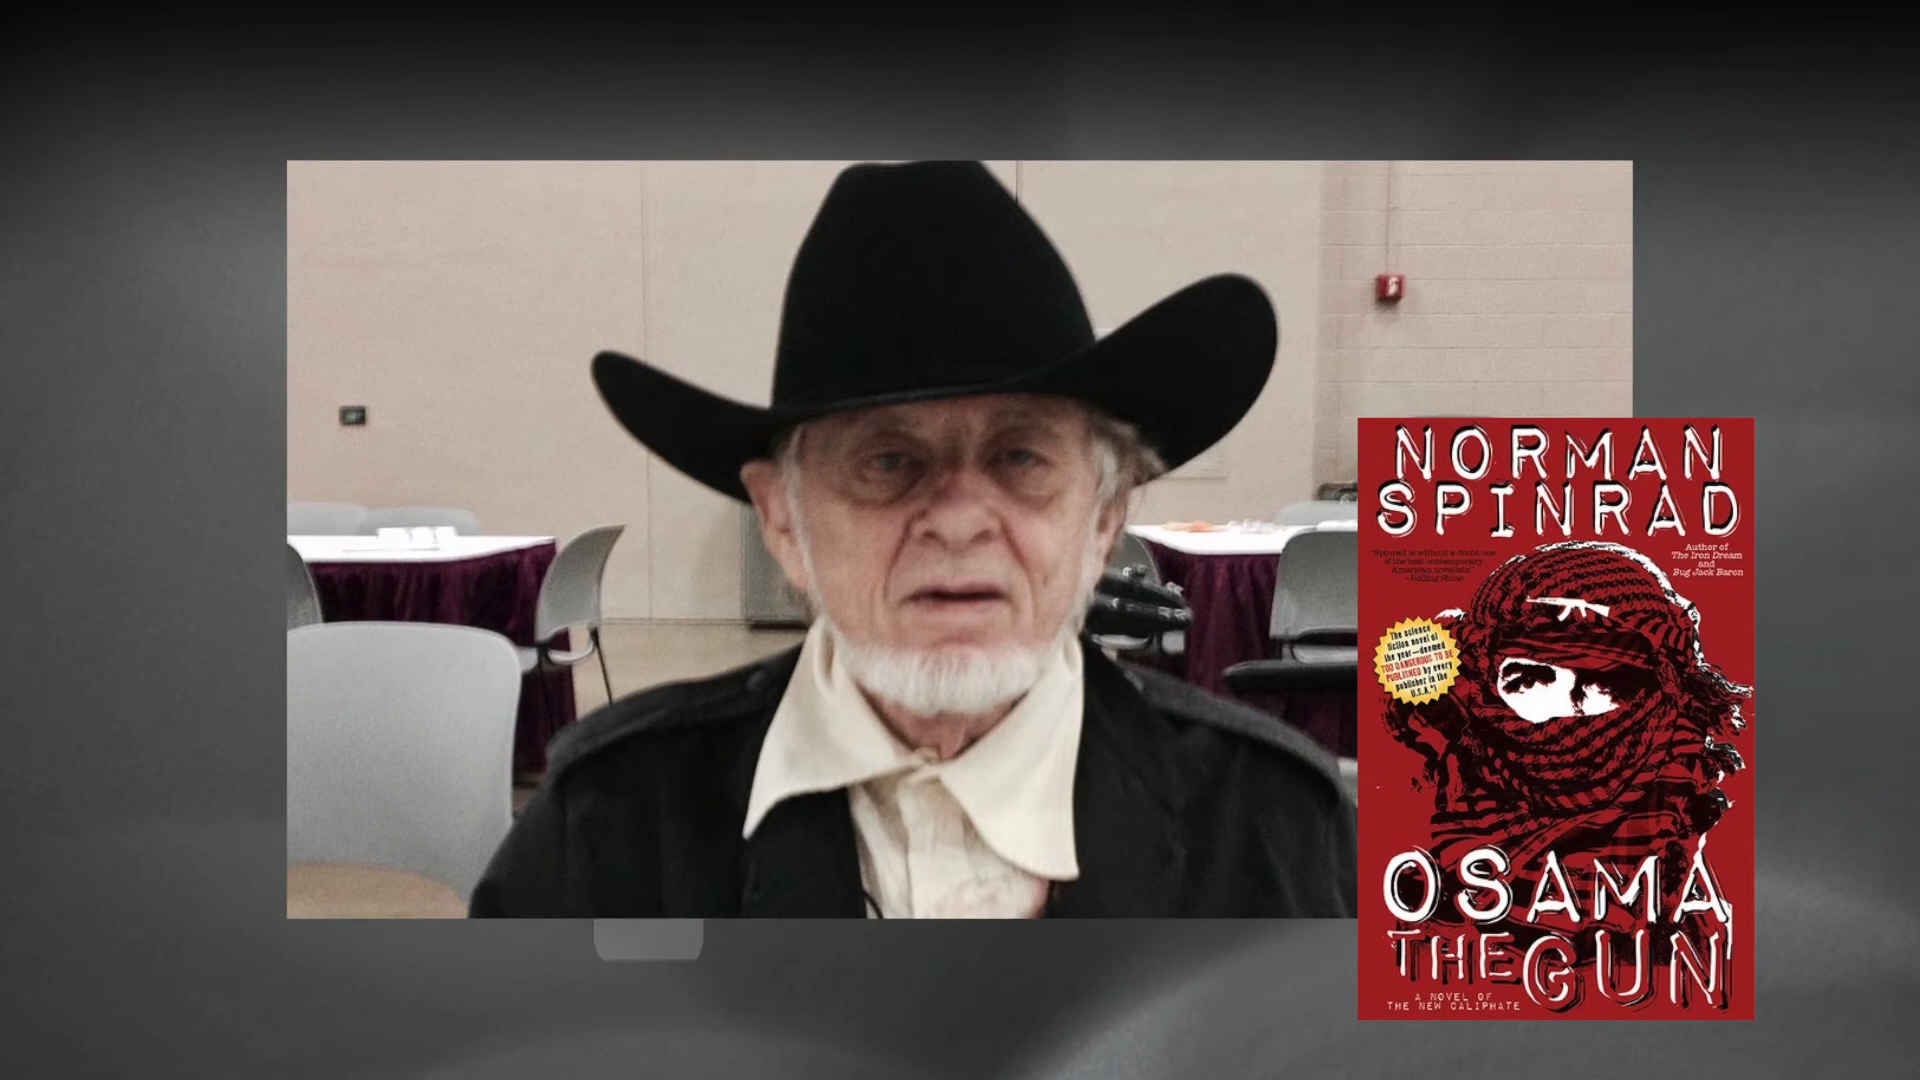 NORMAN
SPINRAD
"Spinrad is without a doubt one
of the best contemporary
American novelists."
—Rolling Stone
Author of
The Iron Dream
and
Bug Jack Baron
The science
fiction novel of
the year—deemed
TOO DANGEROUS TO BE
PUBLISHED by every
publisher in the
U.S.A.*!
OSAMA
THE GUN
A NOVEL OF
THE NEW CALIPHATE